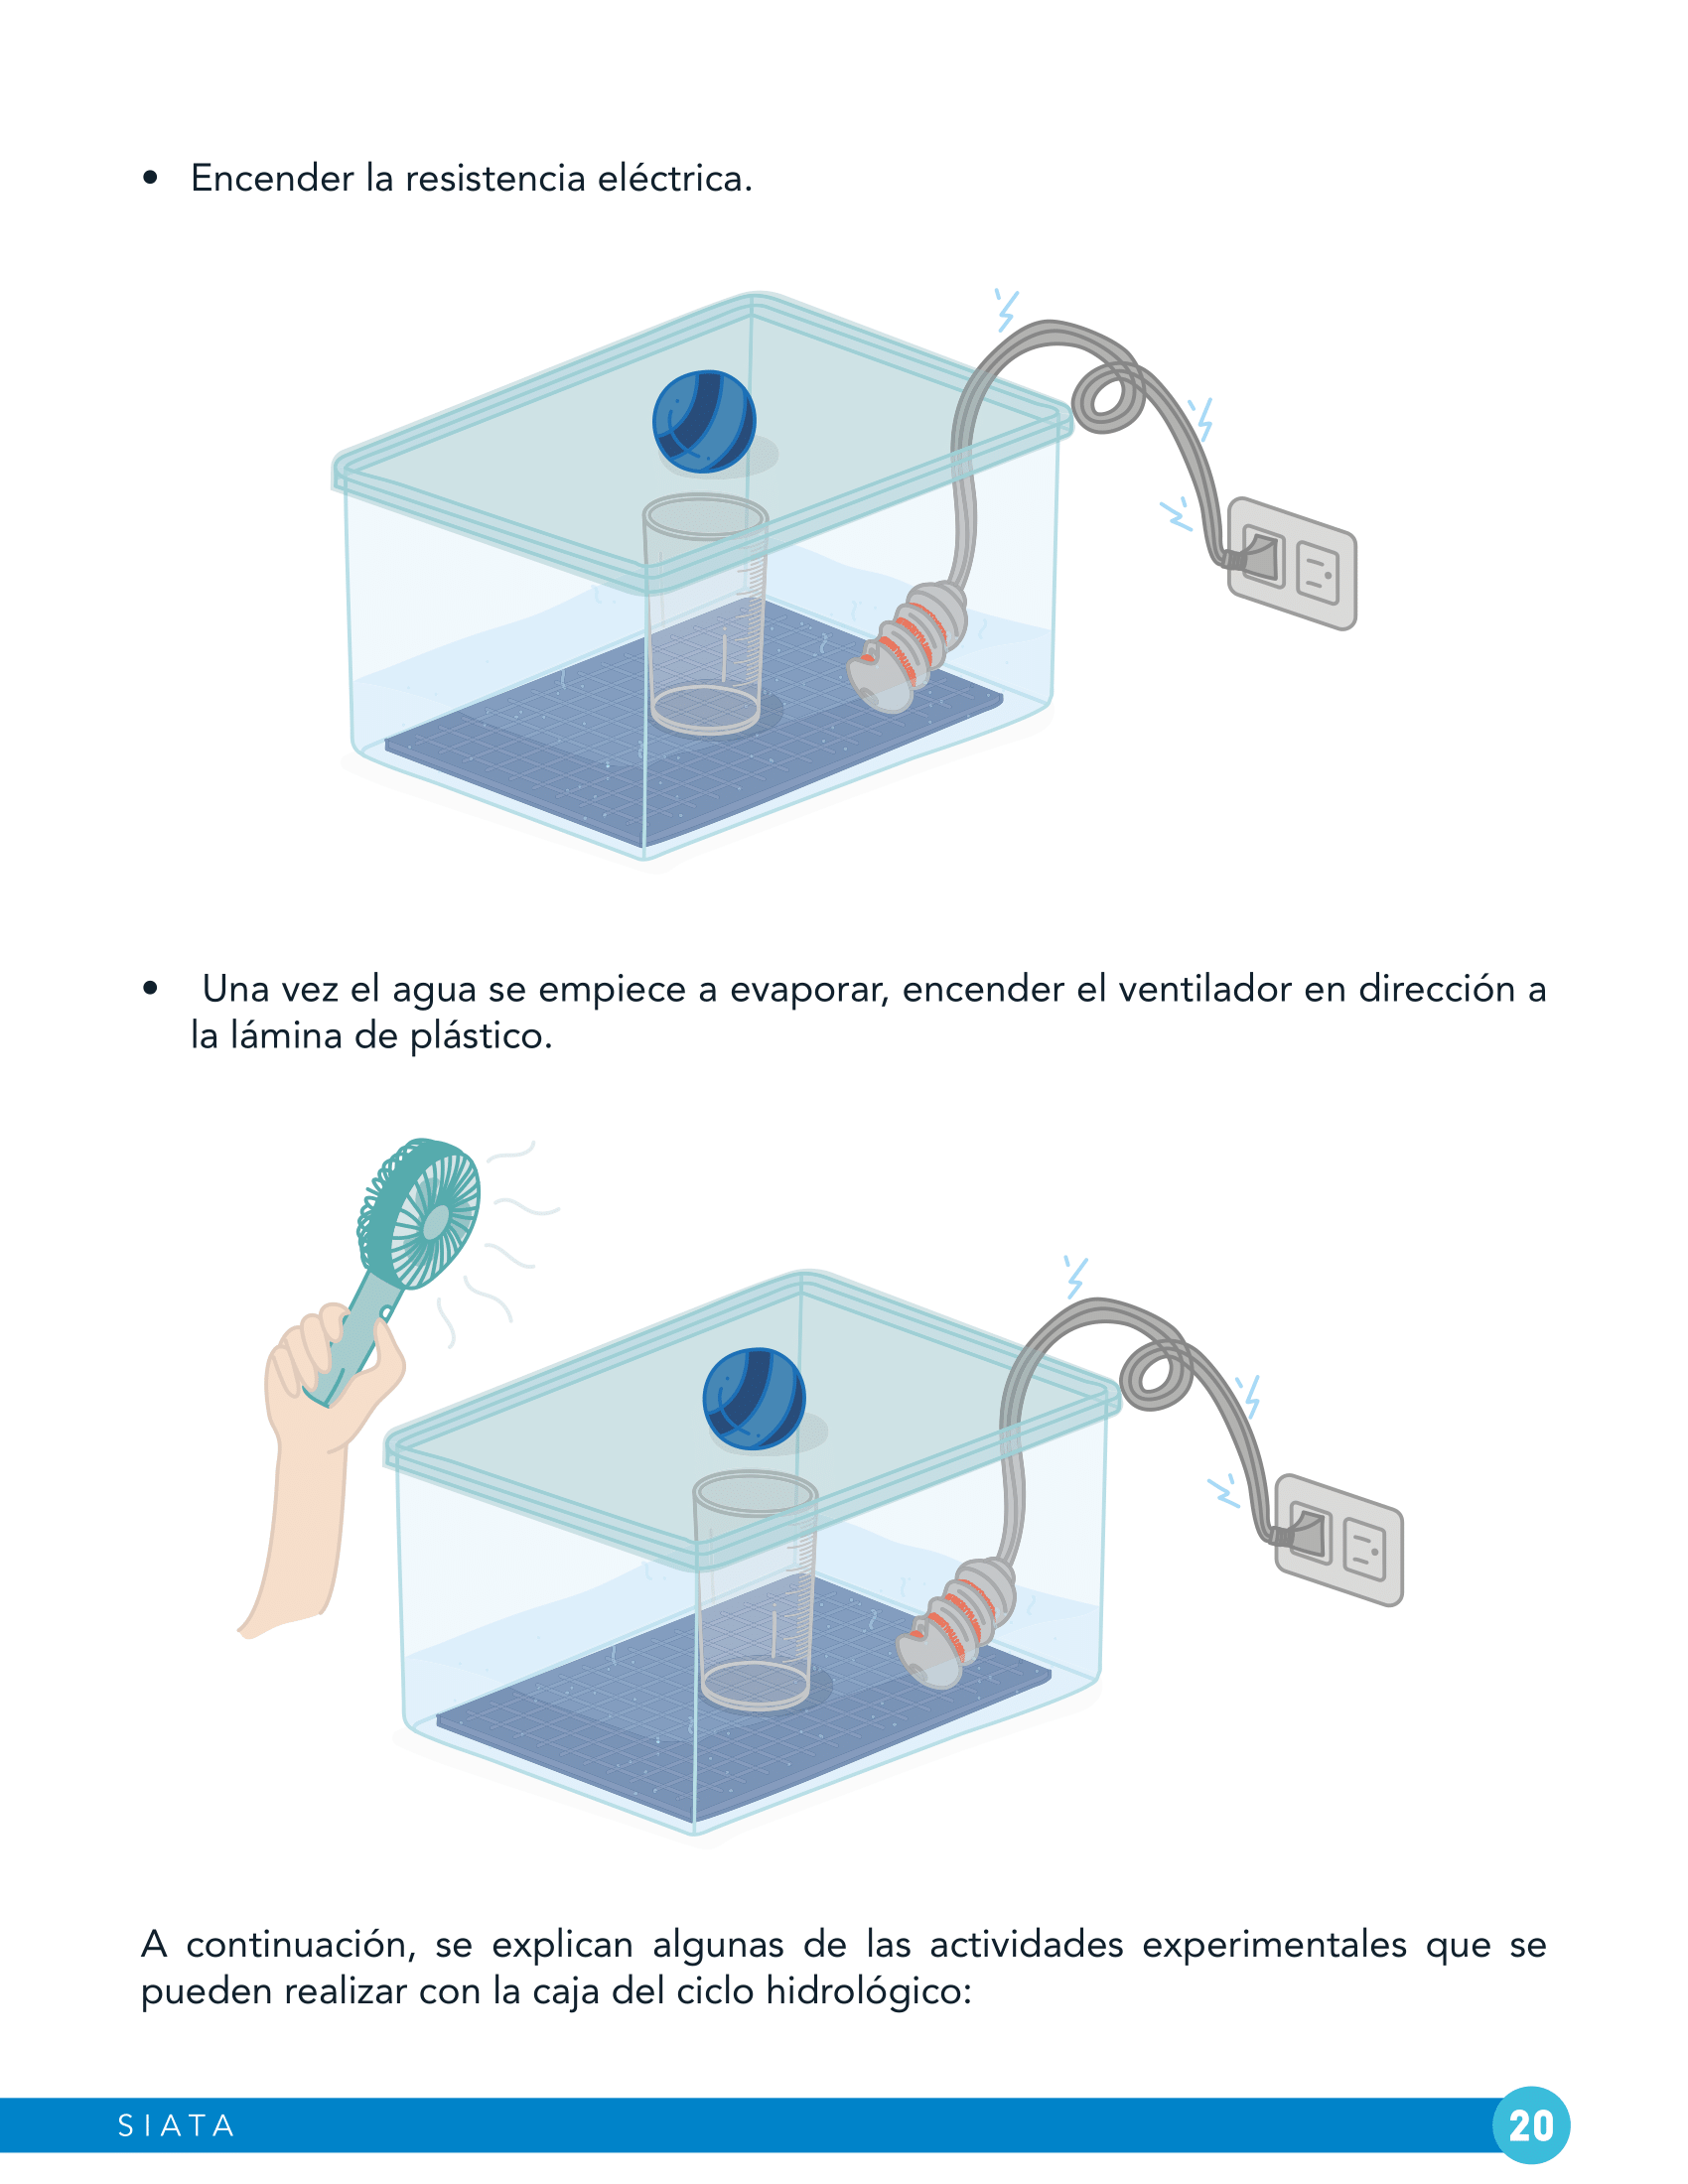 • Encender la resistencia eléctrica.
• Una vez el agua se empiece a evaporar, encender el ventilador en dirección a
la lámina de plástico.
A continuación, se explican algunas de las actividades experimentales que se
pueden realizar con la caja del ciclo hidrológico:
SIATA
20